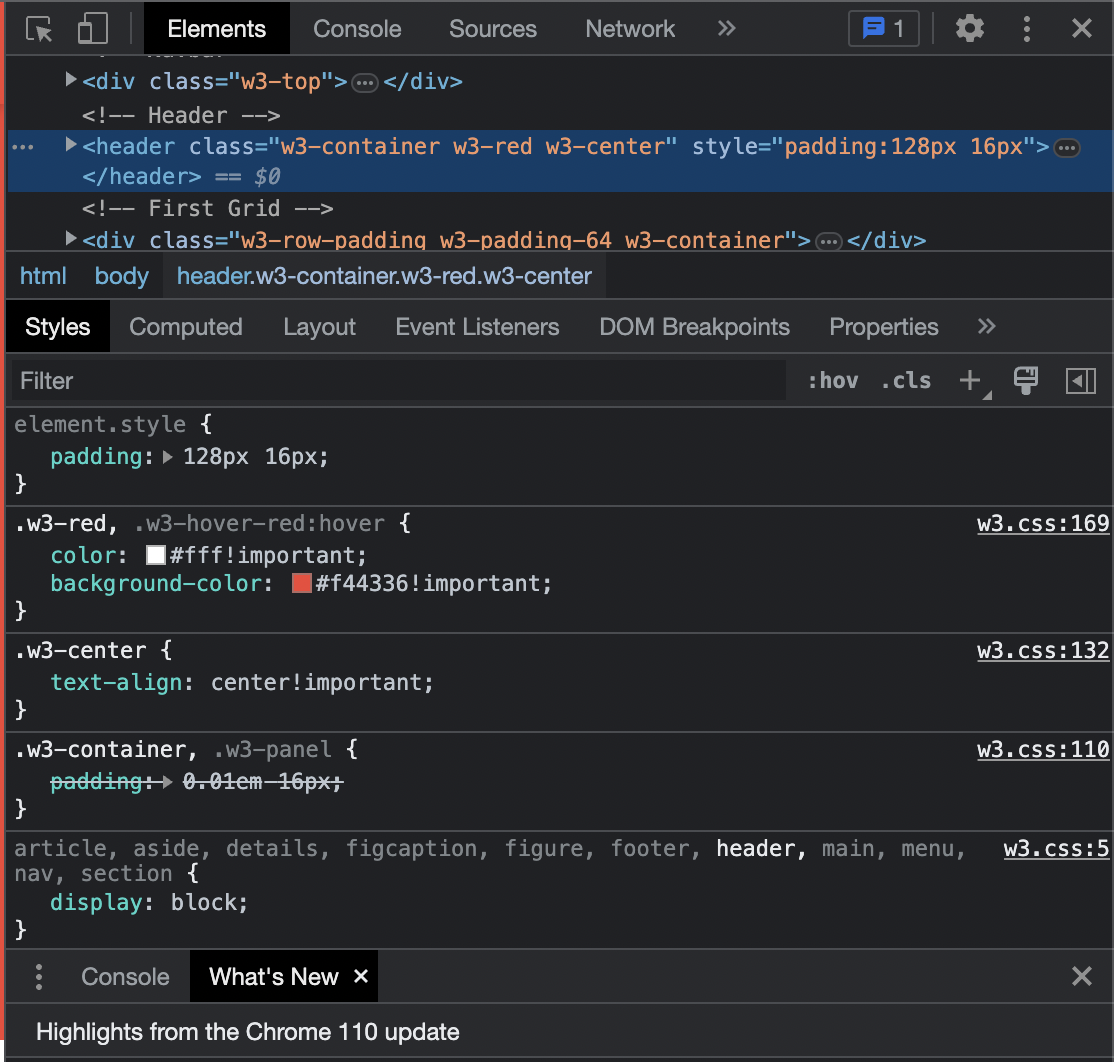 Elements Console Sources Network » 1
<div class="w3-top">…</div>
<!-- Header -->
… <header class="w3-container w3-red w3-center" style="padding:128px 16px">…
</header> == $0
<!-- First Grid -->
<div class="w3-row-padding w3-padding-64 w3-container">…</div>
html body header.w3-container.w3-red.w3-center
Styles Computed Layout Event Listeners DOM Breakpoints Properties »
Filter :hov .cls +
element.style {
padding: 128px 16px;
}
.w3-red, .w3-hover-red:hover { w3.css:169
color: #fff!important;
background-color: #f44336!important;
}
.w3-center { w3.css:132
text-align: center!important;
}
.w3-container, .w3-panel { w3.css:110
padding: 0.01em 16px;
}
article, aside, details, figcaption, figure, footer, header, main, menu, w3.css:5
nav, section {
display: block;
}
Console What's New ×
Highlights from the Chrome 110 update